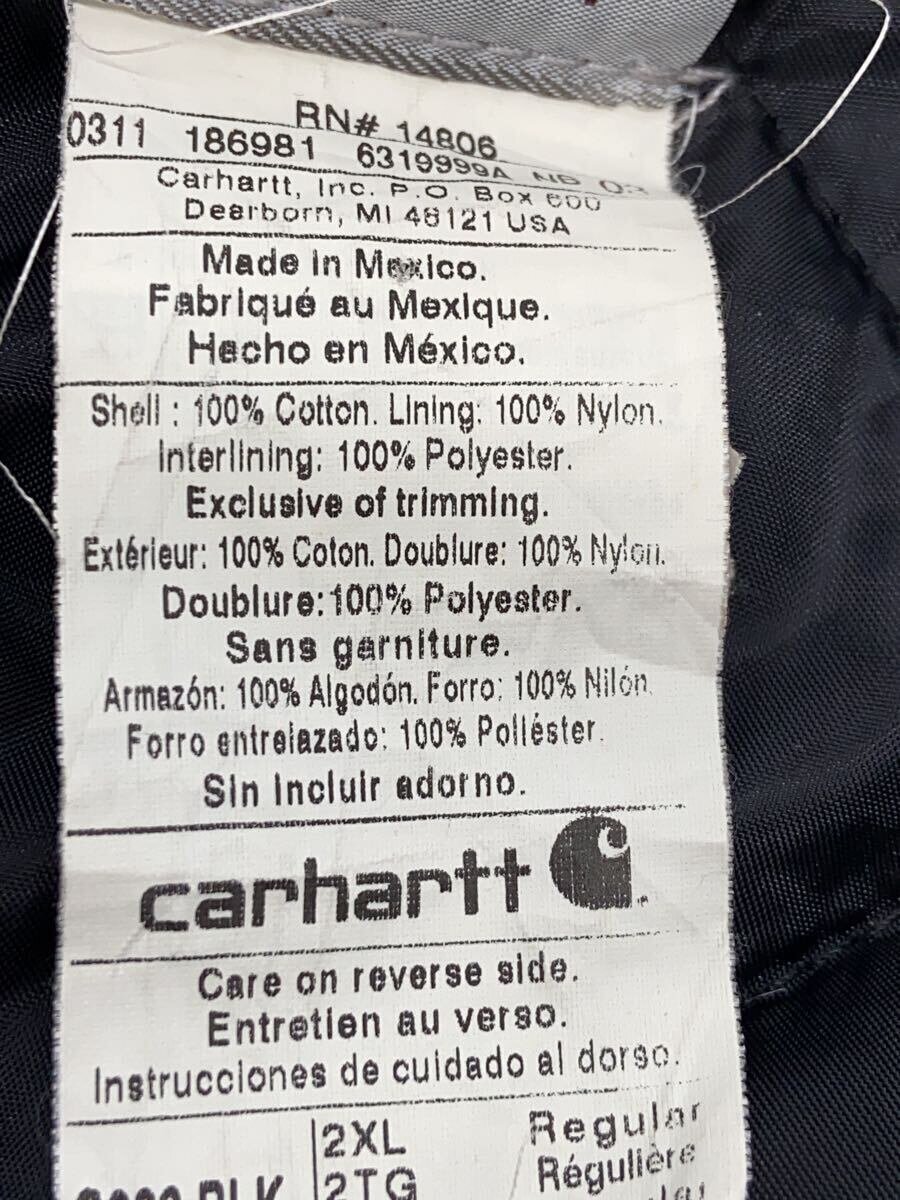 RN# 14806
0311 186981 6319999A
Carhartt, Inc. P.O. Box 600
Dearborn, MI 48121 USA
Made in Mexico.
Fabriqué au Mexique.
Hecho en México.
Shell : 100% Cotton. Lining: 100% Nylon.
Interlining: 100% Polyester.
Exclusive of trimming.
Extérieur: 100% Coton. Doublure: 100% Nylon.
Doublure:100% Polyester.
Sans garniture.
Armazón: 100% Algodón. Forro: 100% Nilón.
Forro entrelazado: 100% Poliéster.
Sin incluir adorno.
carhartt
Care on reverse side.
Entretien au verso.
Instrucciones de cuidado al dorso.
2XL Regular
2TG Régulière
BLK